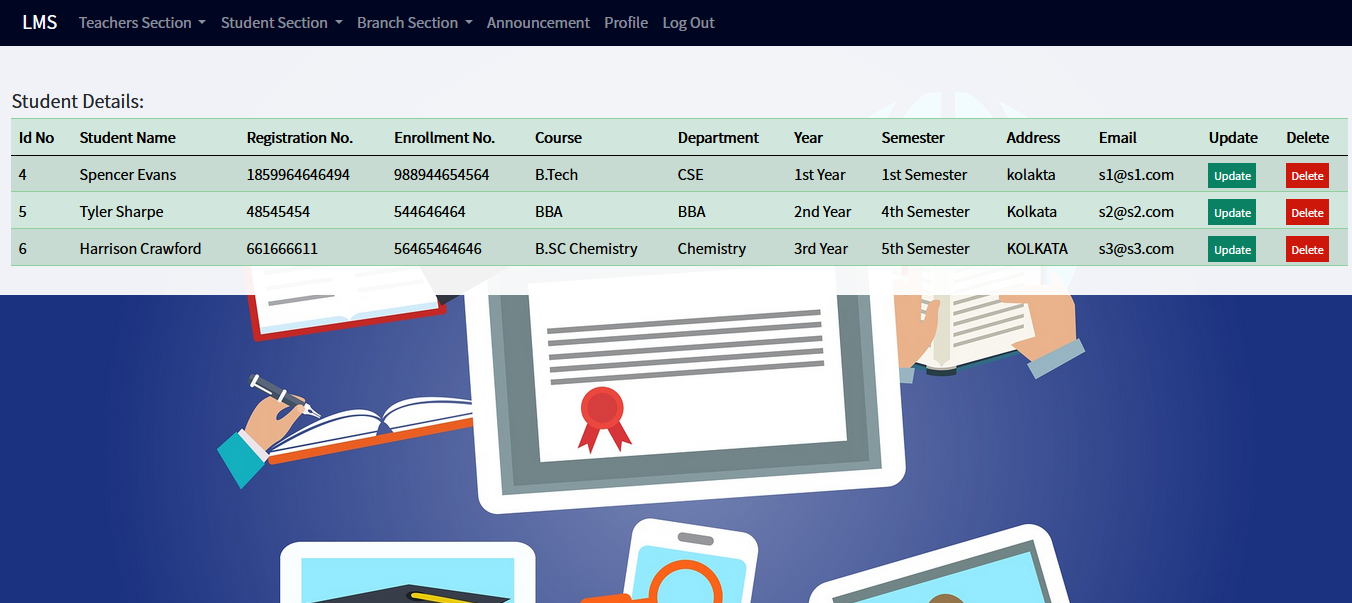 LMS Teachers Section Student Section Branch Section Announcement Profile Log Out
Student Details:
Id No Student Name Registration No. Enrollment No. Course Department Year Semester Address Email Update Delete
4 Spencer Evans 1859964646494 988944654564 B.Tech CSE 1st Year 1st Semester kolakta s1@s1.com Update Delete
5 Tyler Sharpe 48545454 544646464 BBA BBA 2nd Year 4th Semester Kolkata s2@s2.com Update Delete
6 Harrison Crawford 661666611 56465464646 B.SC Chemistry Chemistry 3rd Year 5th Semester KOLKATA s3@s3.com Update Delete